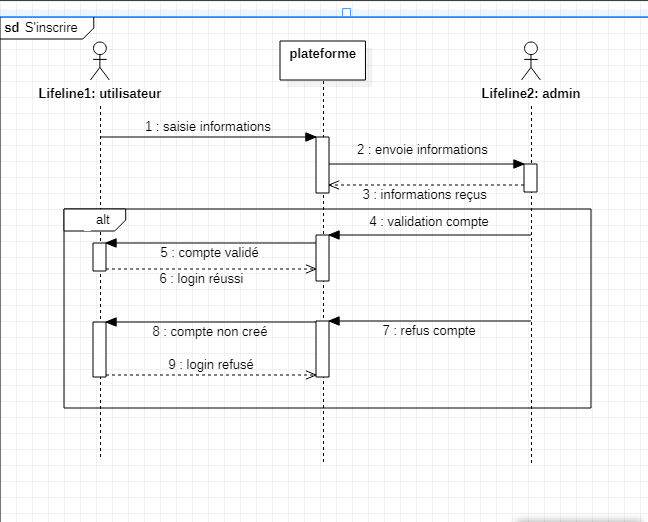 sd S'inscrire
plateforme
Lifeline1: utilisateur
Lifeline2: admin
1 : saisie informations
2 : envoie informations
3 : informations reçus
alt
4 : validation compte
5 : compte validé
6 : login réussi
7 : refus compte
8 : compte non creé
9 : login refusé